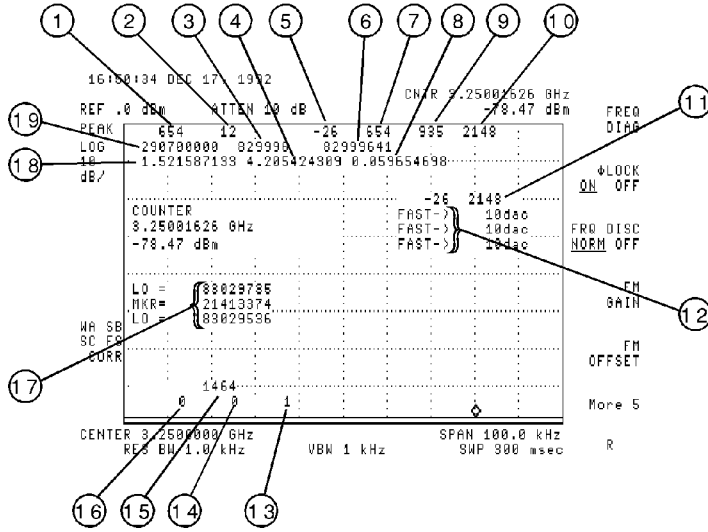 1 2 3 4 5 6 7 8 9 10
16:50:34 DEC 17, 1992
CNTR 3.25001626 GHz
REF .0 dBm ATTEN 10 dB -78.47 dBm FREQ
DIAG 11
19 PEAK 654 12 -26 654 935 2148
LOG 290700000 829996 82999641
18 10 1.521587133 4.205424309 0.059654698
dB/
ΦLOCK
ON OFF
-26 2148
COUNTER FAST-> 10dac
3.25001626 GHz FAST-> 10dac FRQ DISC
-78.47 dBm FAST-> 10dac NORM OFF
LO = 83029785 FM
MKR= 21413374 GAIN
LO = 83029536 12
WA SB
SC FS FM
CORR OFFSET
17
1464
0 0 1 More 5
CENTER 3.2500000 GHz SPAN 100.0 kHz
RES BW 1.0 kHz VBW 1 kHz SWP 300 msec R
16 15 14 13